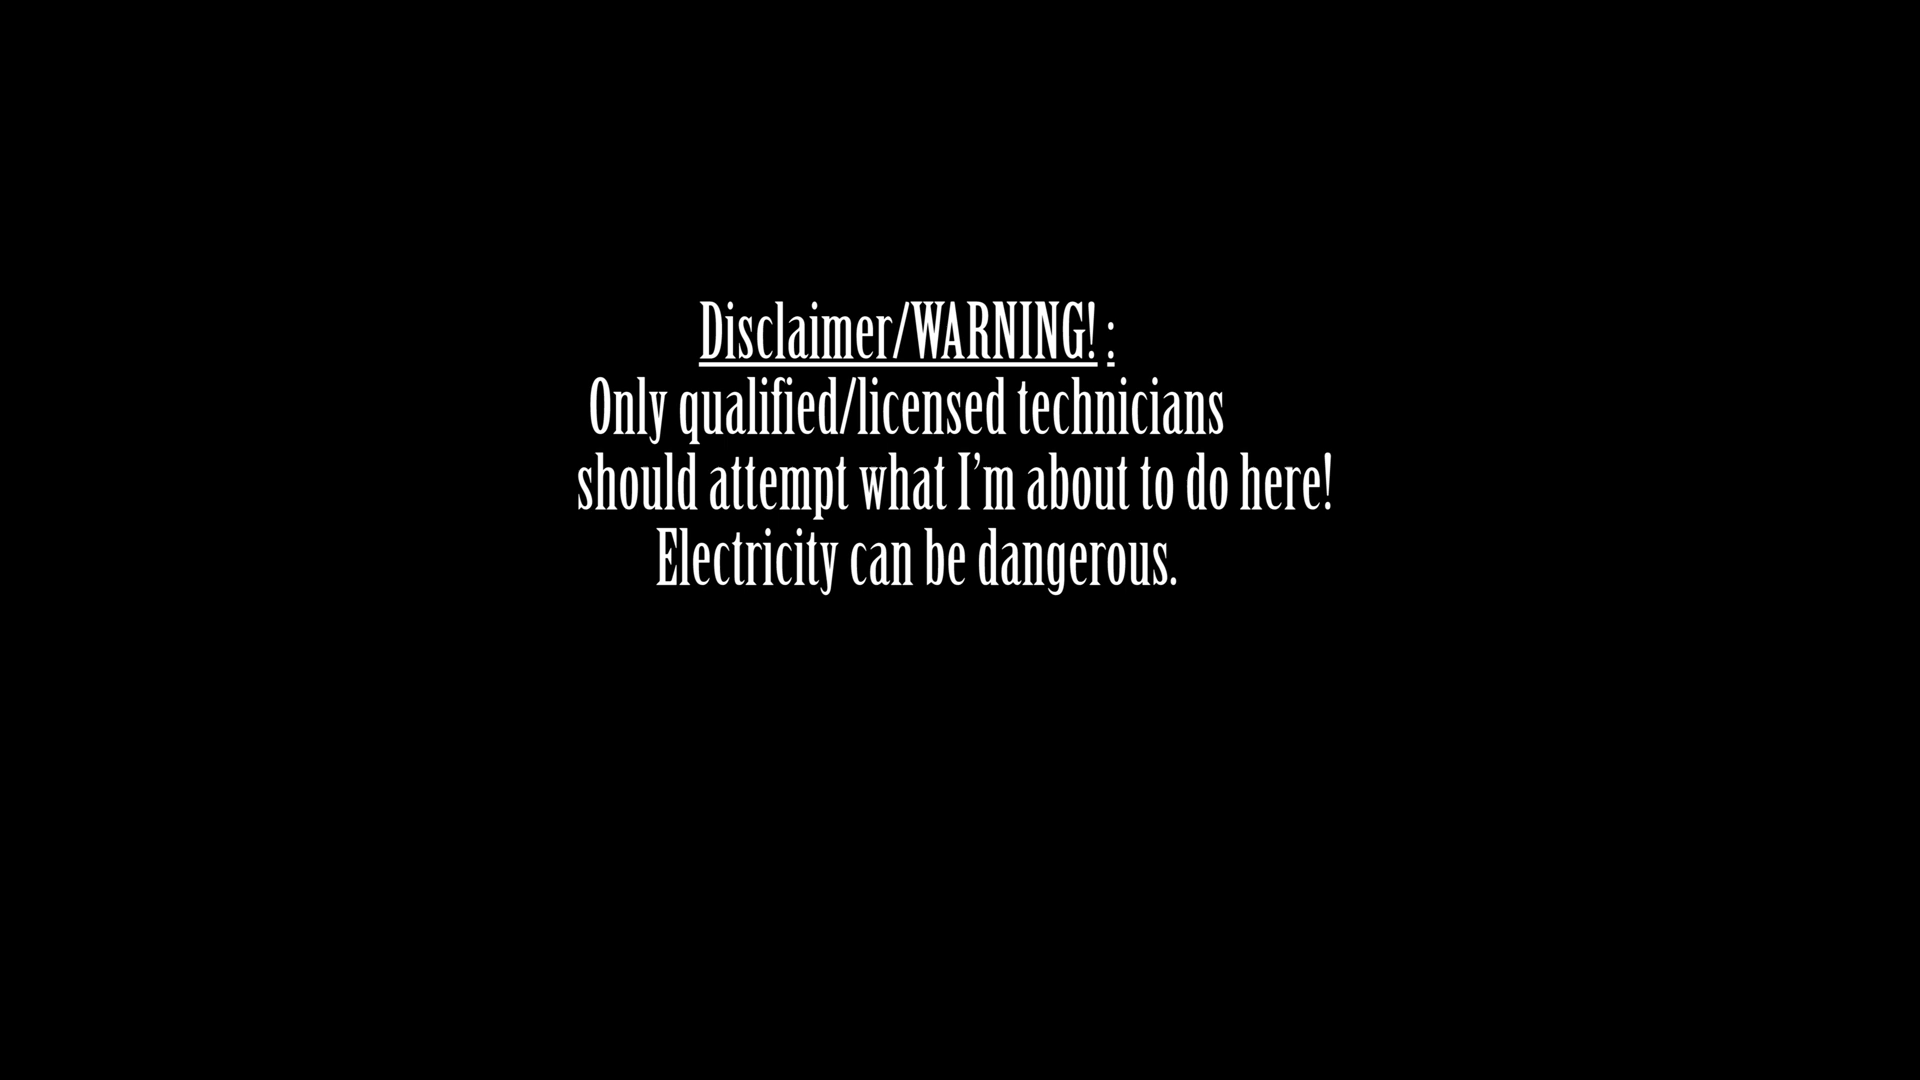 Disclaimer/WARNING! :
Only qualified/licensed technicians
should attempt what I’m about to do here!
Electricity can be dangerous.